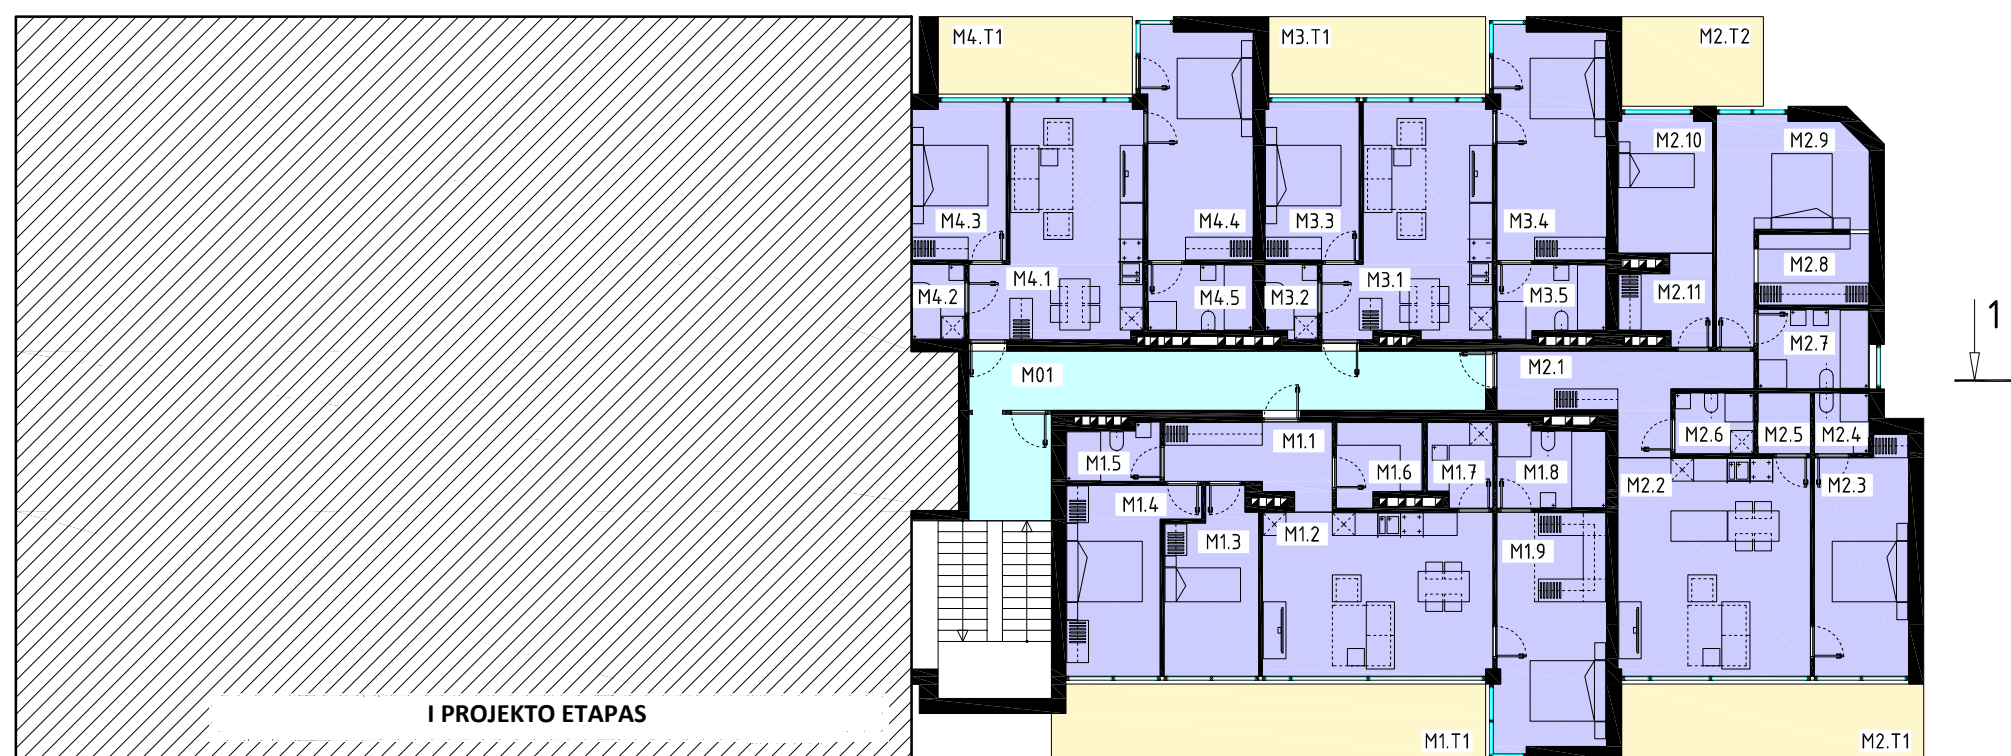 M4.T1
M3.T1
M2.T2
M2.10
M2.9
M4.3
M4.4
M3.3
M3.4
M2.8
M4.2
M4.1
M4.5
M3.2
M3.1
M3.5
M2.11
1
M2.7
M01
M2.1
M1.5
M1.1
M1.6
M1.7
M1.8
M2.6
M2.5
M2.4
M2.2
M2.3
M1.4
M1.3
M1.2
M1.9
I PROJEKTO ETAPAS
M1.T1
M2.T1